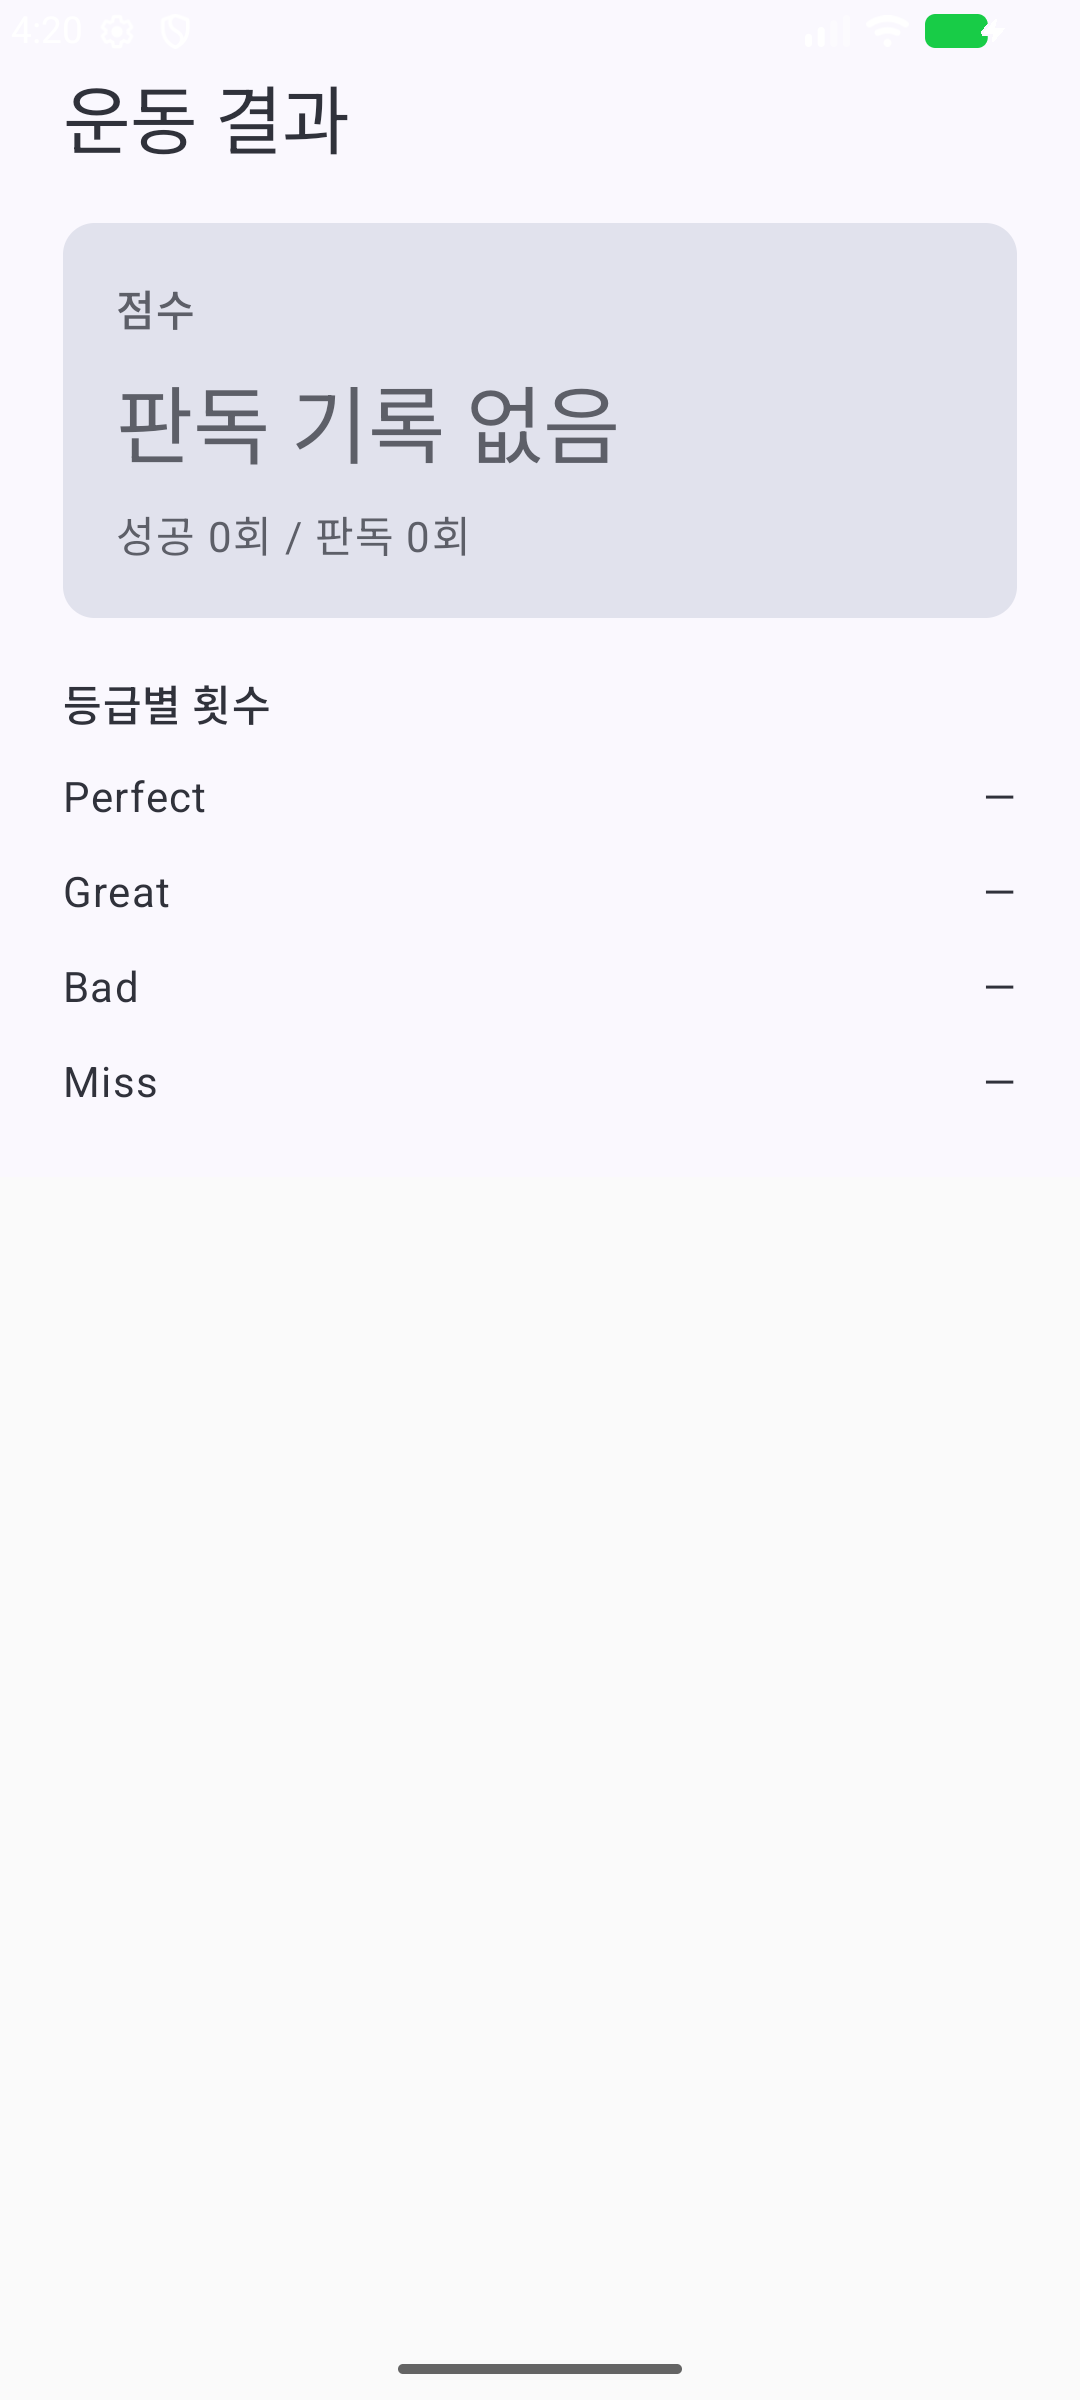 4:20
운동 결과
점수
판독 기록 없음
성공 0회 / 판독 0회
등급별 횟수
Perfect —
Great —
Bad —
Miss —